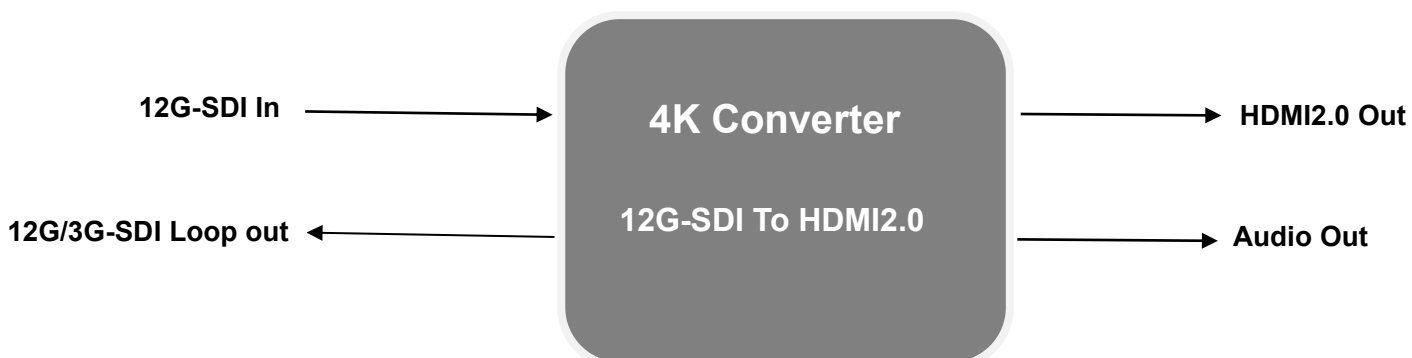 12G-SDI In
4K Converter
HDMI2.0 Out
12G/3G-SDI Loop out
12G-SDI To HDMI2.0
Audio Out